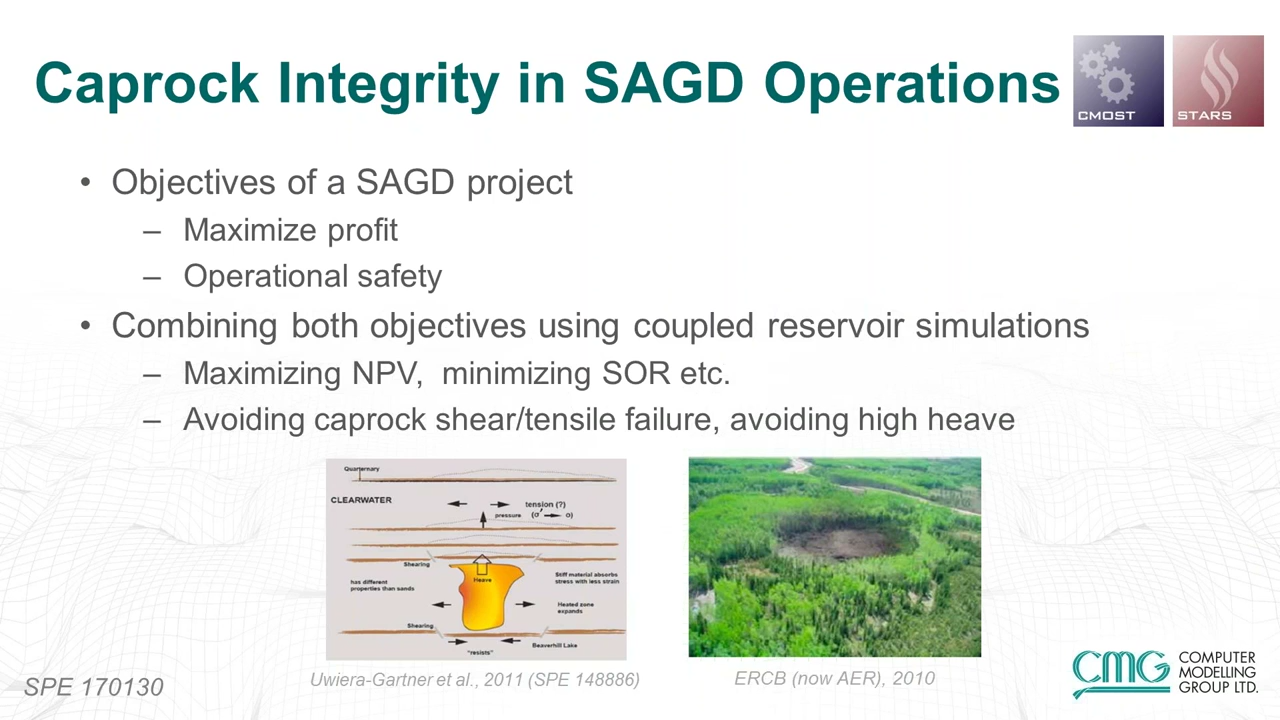 Caprock Integrity in SAGD Operations
CMOST
STARS
• Objectives of a SAGD project
– Maximize profit
– Operational safety
• Combining both objectives using coupled reservoir simulations
– Maximizing NPV, minimizing SOR etc.
– Avoiding caprock shear/tensile failure, avoiding high heave
Quarternary
CLEARWATER
tension (?)
pressure (σ' → σ)
Shearing
Heave
has different
properties than sands
Stiff material absorbs
stress with less strain
Heated zone
expands
Shearing
"resists"
Beaverhill Lake
Uwiera-Gartner et al., 2011 (SPE 148886)
ERCB (now AER), 2010
SPE 170130
CMG
COMPUTER
MODELLING
GROUP LTD.